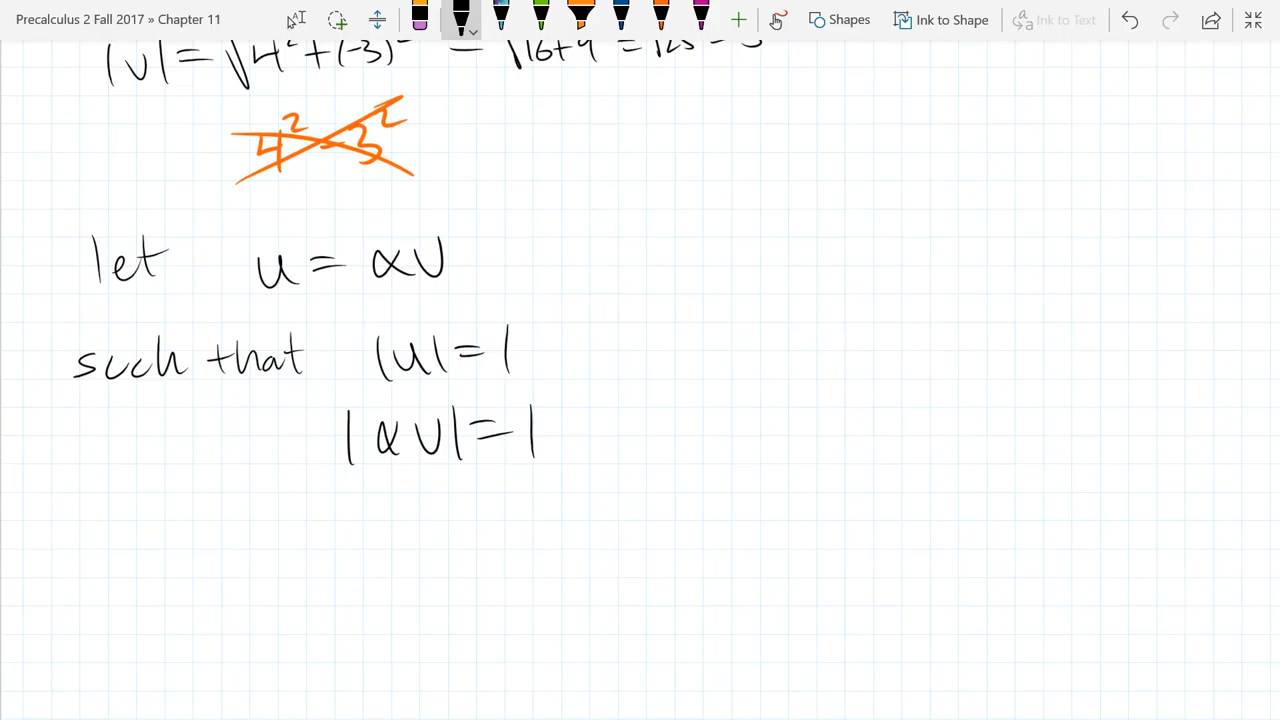 Precalculus 2 Fall 2017 » Chapter 11
Shapes
Ink to Shape
Ink to Text
|v| = √4² + (-3)² = √16+9 = √25 = 5
4² - 3²
let u = αv
such that |u| = 1
|αv| = 1